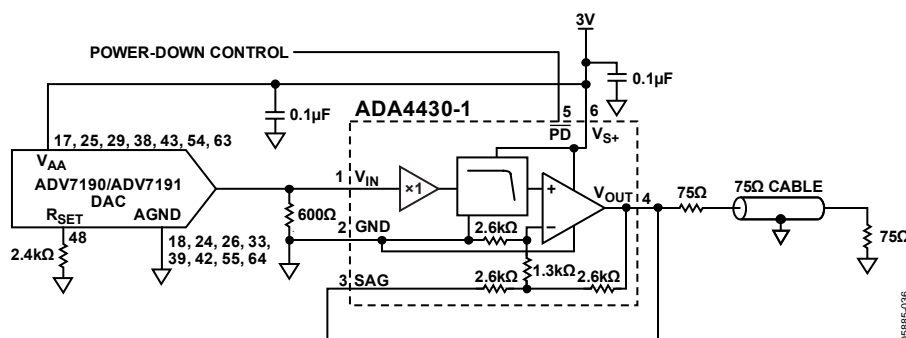 3V
POWER-DOWN CONTROL
0.1µF
0.1µF
ADA4430-1
5
6
PD
VS+
17, 25, 29, 38, 43, 54, 63
VAA
ADV7190/ADV7191
DAC
RSET
AGND
1
VIN
×1
+
−
VOUT
4
75Ω
75Ω CABLE
75Ω
600Ω
2
GND
2.6kΩ
48
2.4kΩ
18, 24, 26, 33,
39, 42, 55, 64
1.3kΩ
3
SAG
2.6kΩ
2.6kΩ
05885-036